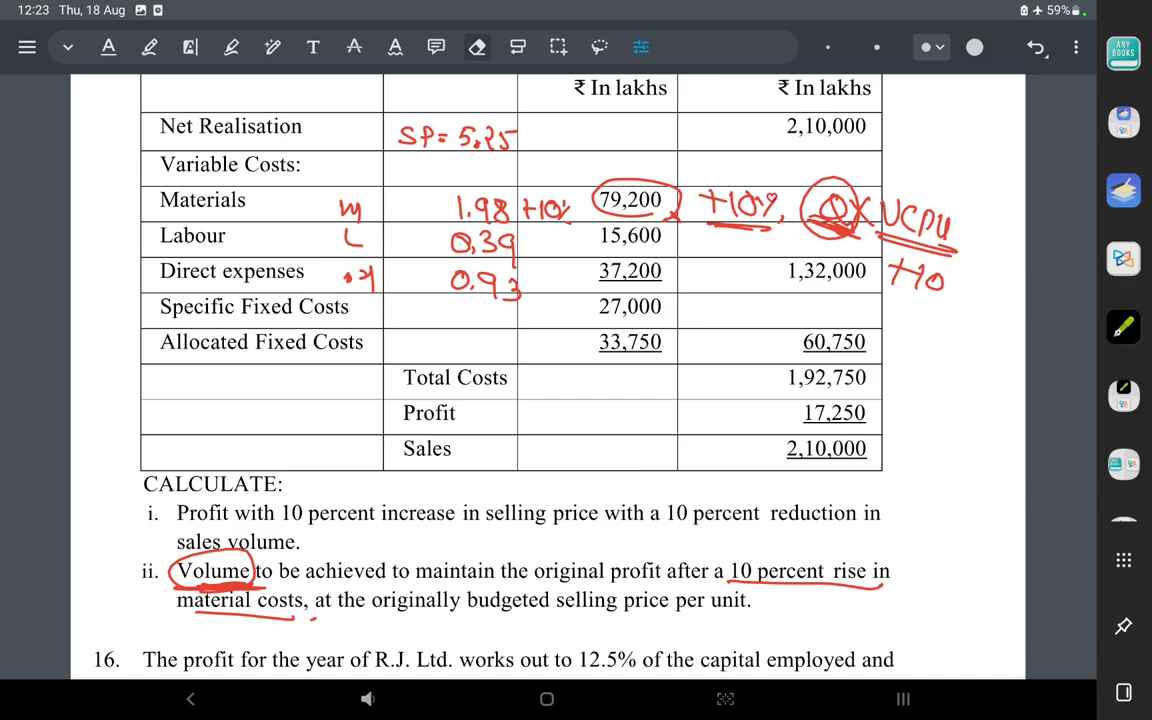 12:23 Thu, 18 Aug 59%
₹ In lakhs ₹ In lakhs
Net Realisation SP= 5.25 2,10,000
Variable Costs:
Materials M 1.98 +10% 79,200 +10%, Q X VCPU
Labour L 0.39 15,600
Direct expenses 0.93 37,200 1,32,000 +10
Specific Fixed Costs 27,000
Allocated Fixed Costs 33,750 60,750
Total Costs 1,92,750
Profit 17,250
Sales 2,10,000
CALCULATE:
i. Profit with 10 percent increase in selling price with a 10 percent reduction in
sales volume.
ii. Volume to be achieved to maintain the original profit after a 10 percent rise in
material costs, at the originally budgeted selling price per unit.
16. The profit for the year of R.J. Ltd. works out to 12.5% of the capital employed and
ANY
BOOKS